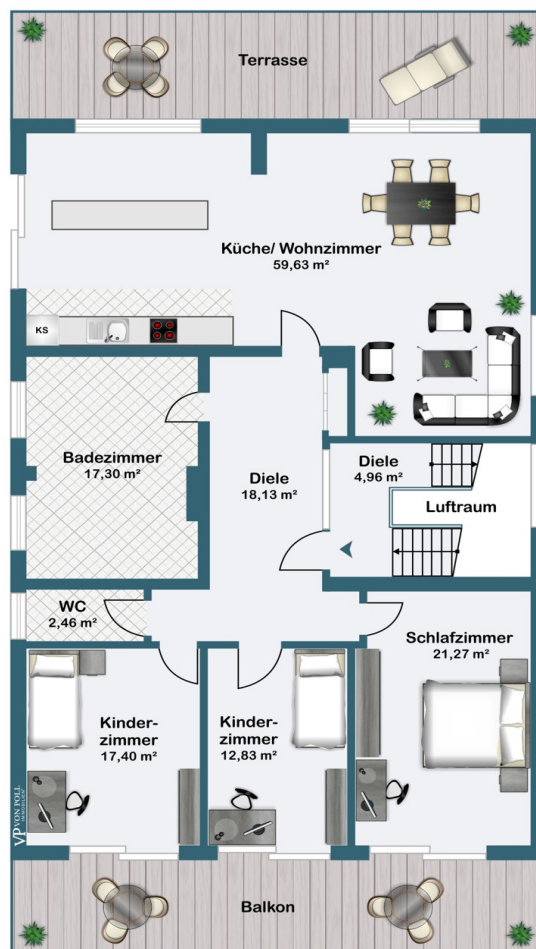 Terrasse
Küche/ Wohnzimmer
59,63 m²
KS
Badezimmer
17,30 m²
Diele
18,13 m²
Diele
4,96 m²
Luftraum
WC
2,46 m²
Schlafzimmer
21,27 m²
Kinder-
zimmer
17,40 m²
Kinder-
zimmer
12,83 m²
VP VON POLL
IMMOBILIEN
Balkon